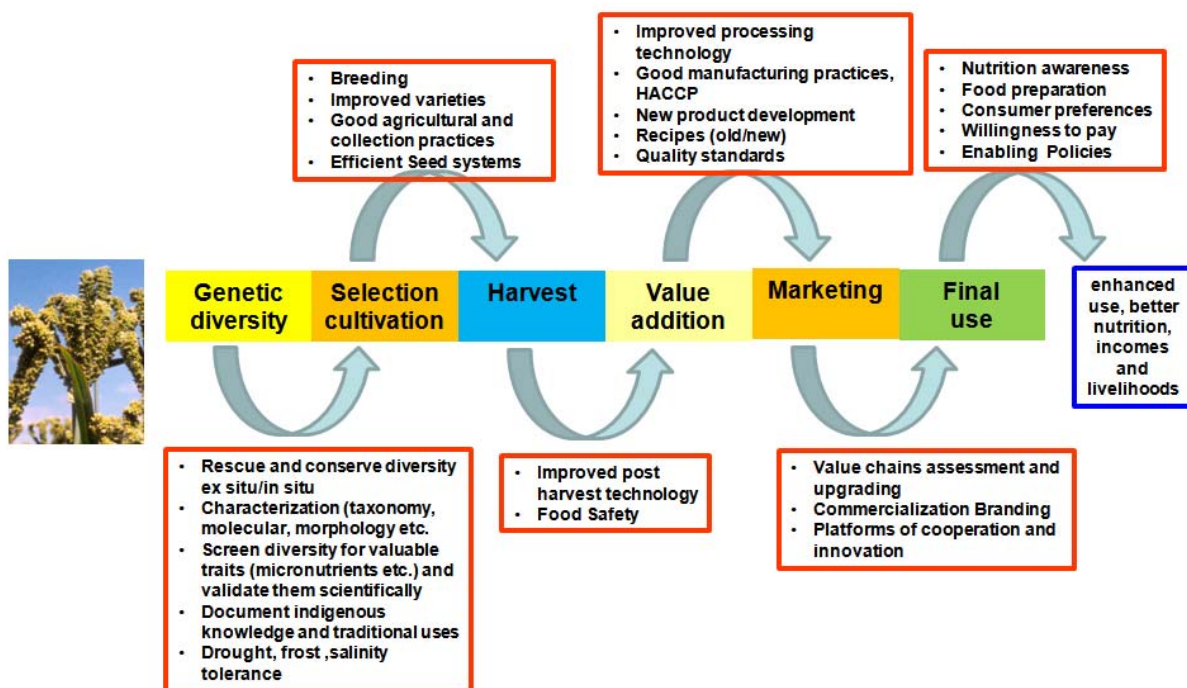 • Breeding
• Improved varieties
• Good agricultural and
collection practices
• Efficient Seed systems
• Improved processing
technology
• Good manufacturing practices,
HACCP
• New product development
• Recipes (old/new)
• Quality standards
• Nutrition awareness
• Food preparation
• Consumer preferences
• Willingness to pay
• Enabling Policies
Genetic
diversity
Selection
cultivation
Harvest
Value
addition
Marketing
Final
use
enhanced
use, better
nutrition,
incomes
and
livelihoods
• Rescue and conserve diversity
ex situ/in situ
• Characterization (taxonomy,
molecular, morphology etc.
• Screen diversity for valuable
traits (micronutrients etc.) and
validate them scientifically
• Document indigenous
knowledge and traditional uses
• Drought, frost ,salinity
tolerance
• Improved post
harvest technology
• Food Safety
• Value chains assessment and
upgrading
• Commercialization Branding
• Platforms of cooperation and
innovation